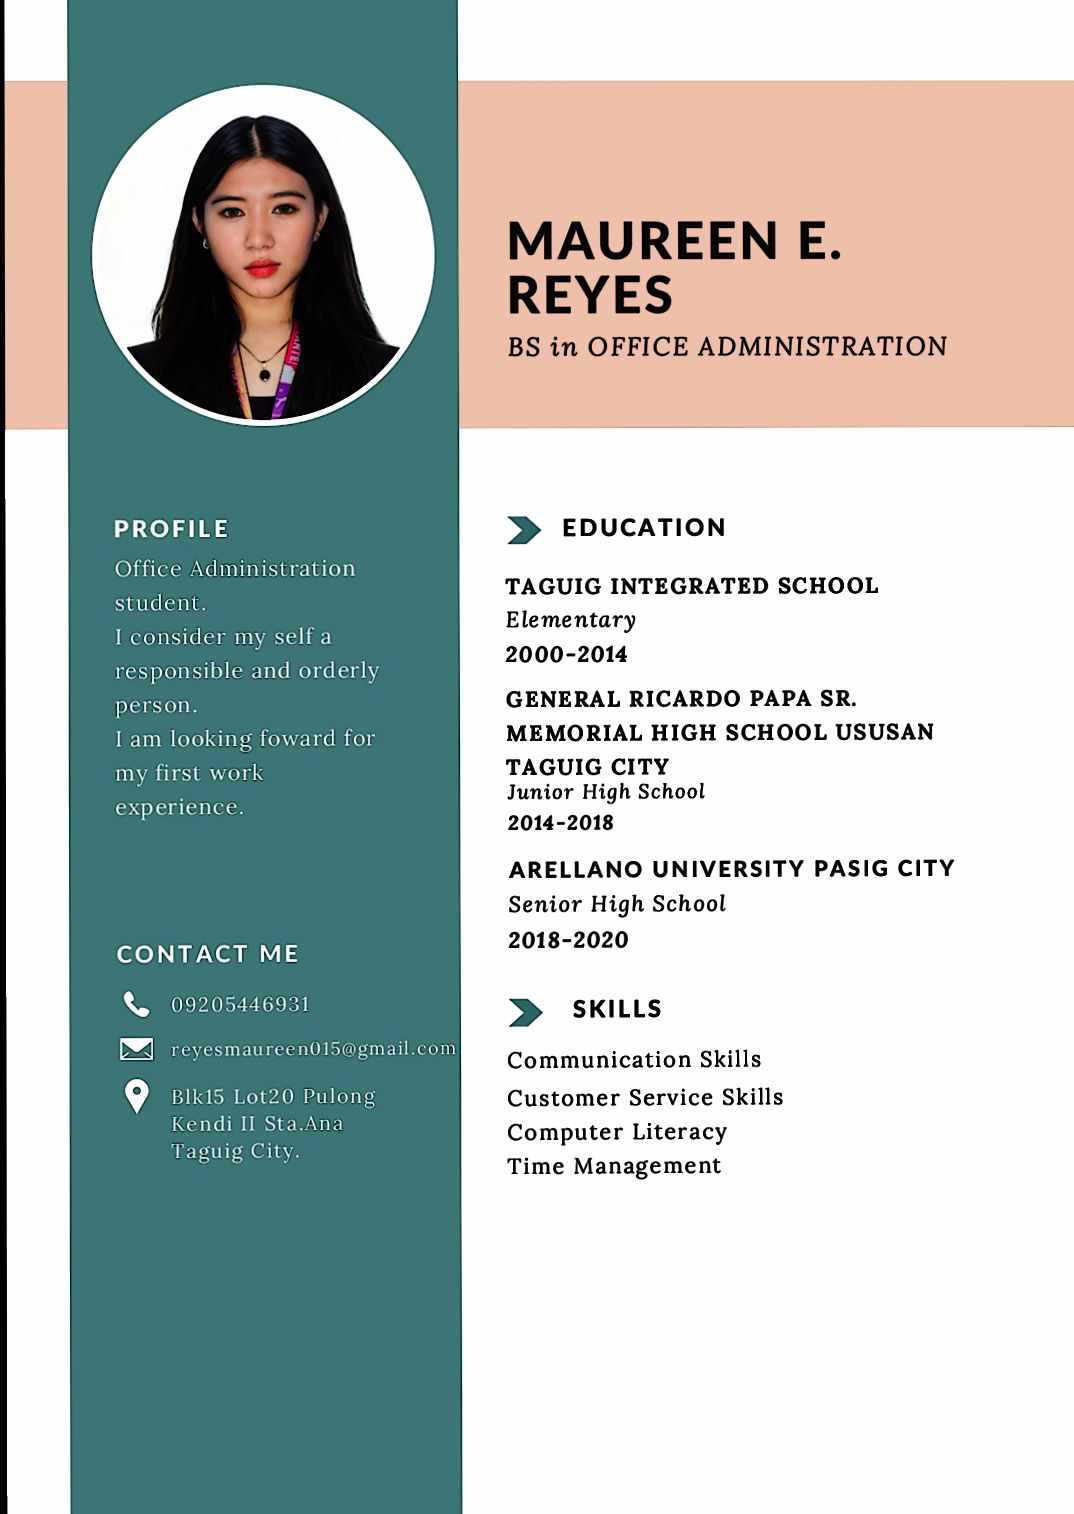 MAUREEN E.
REYES
BS in OFFICE ADMINISTRATION
PROFILE
Office Administration
student.
I consider my self a
responsible and orderly
person.
I am looking foward for
my first work
experience.
CONTACT ME
09205446931
reyesmaureen015@gmail.com
Blk15 Lot20 Pulong
Kendi II Sta.Ana
Taguig City.
EDUCATION
TAGUIG INTEGRATED SCHOOL
Elementary
2000-2014
GENERAL RICARDO PAPA SR.
MEMORIAL HIGH SCHOOL USUSAN
TAGUIG CITY
Junior High School
2014-2018
ARELLANO UNIVERSITY PASIG CITY
Senior High School
2018-2020
SKILLS
Communication Skills
Customer Service Skills
Computer Literacy
Time Management